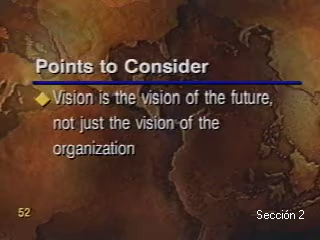 Points to Consider
Vision is the vision of the future,
not just the vision of the
organization
52
Sección 2